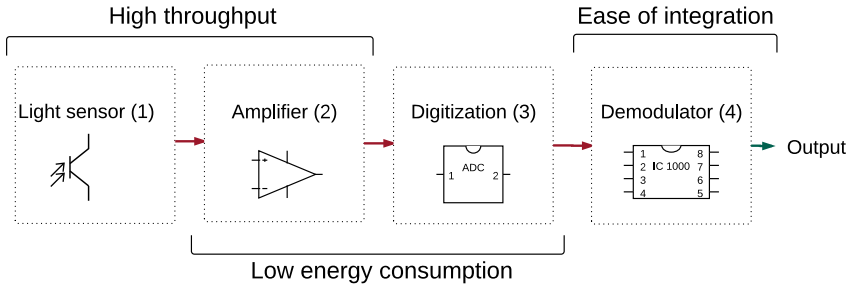 High throughput
Ease of integration
Light sensor (1)
Amplifier (2)
Digitization (3)
Demodulator (4)
Output
+
−
ADC
1 2
IC 1000
1 8
2 7
3 6
4 5
Low energy consumption